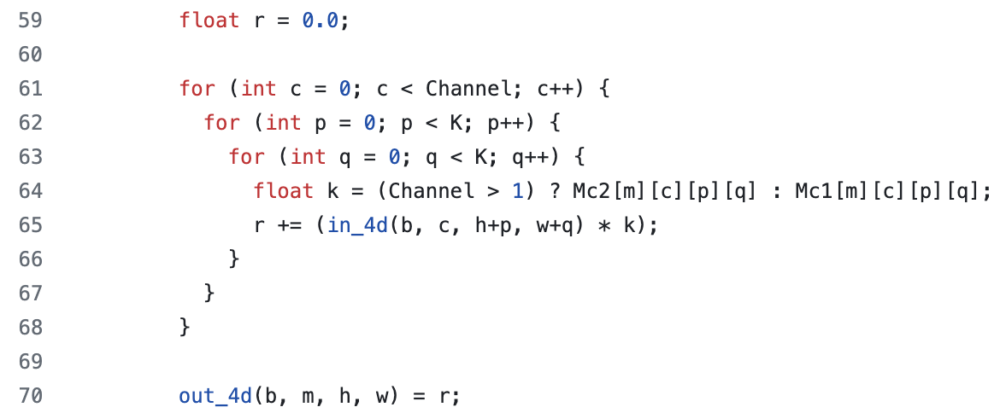 59 float r = 0.0;
60
61 for (int c = 0; c < Channel; c++) {
62 for (int p = 0; p < K; p++) {
63 for (int q = 0; q < K; q++) {
64 float k = (Channel > 1) ? Mc2[m][c][p][q] : Mc1[m][c][p][q];
65 r += (in_4d(b, c, h+p, w+q) * k);
66 }
67 }
68 }
69
70 out_4d(b, m, h, w) = r;